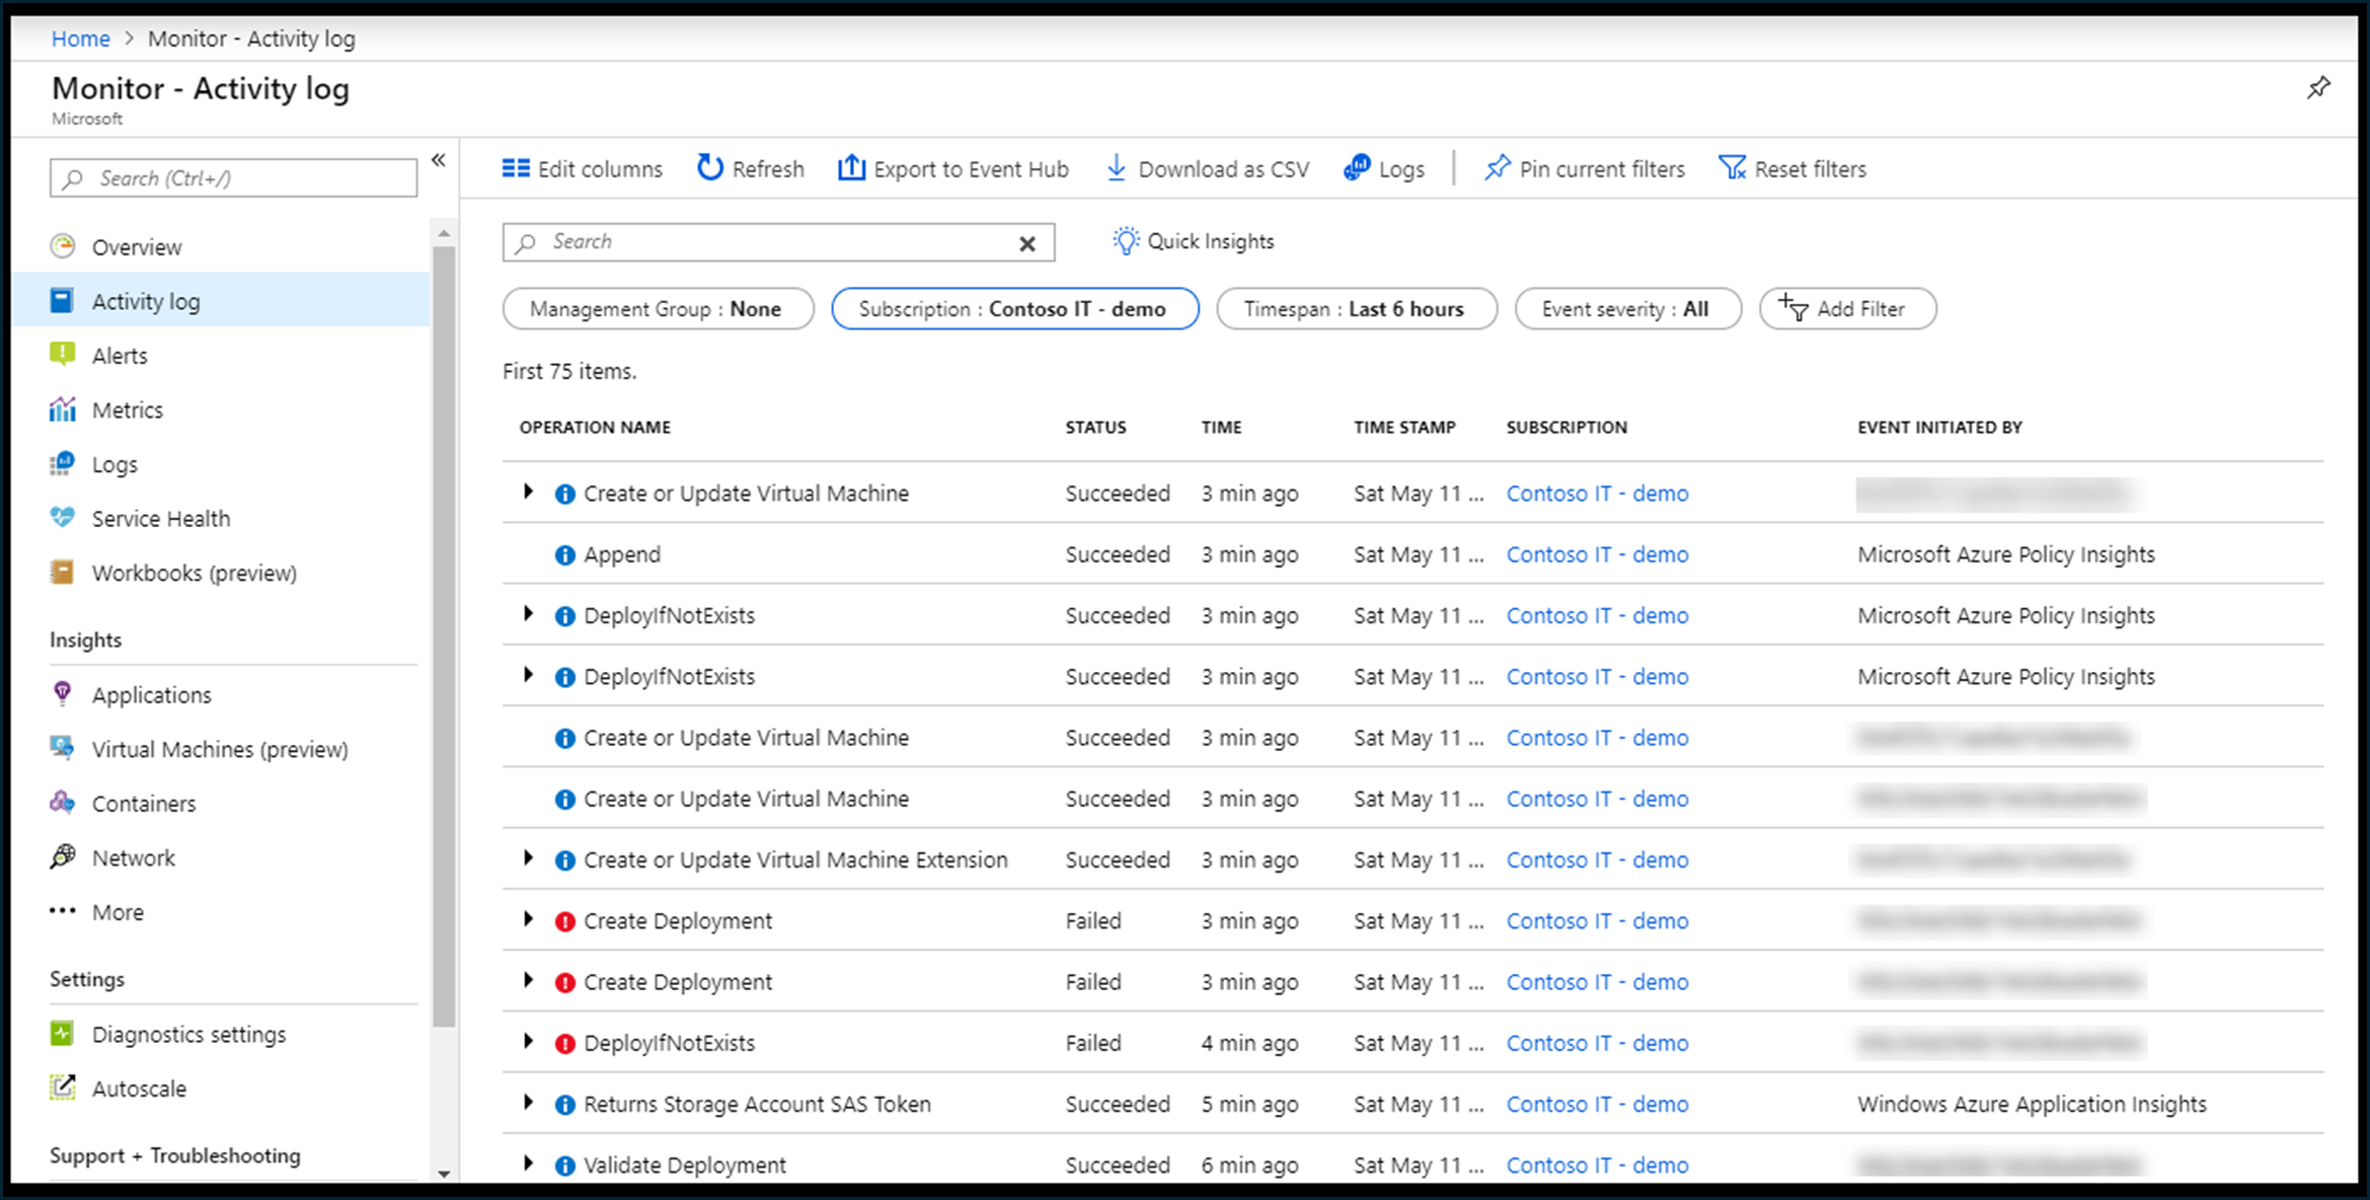 Home > Monitor - Activity log
Monitor - Activity log
Microsoft
Search (Ctrl+/)
«
Overview
Activity log
Alerts
Metrics
Logs
Service Health
Workbooks (preview)
Insights
Applications
Virtual Machines (preview)
Containers
Network
More
Settings
Diagnostics settings
Autoscale
Support + Troubleshooting
Edit columns Refresh Export to Event Hub Download as CSV Logs Pin current filters Reset filters
Search Quick Insights
Management Group : None Subscription : Contoso IT - demo Timespan : Last 6 hours Event severity : All Add Filter
First 75 items.
OPERATION NAME STATUS TIME TIME STAMP SUBSCRIPTION EVENT INITIATED BY
Create or Update Virtual Machine Succeeded 3 min ago Sat May 11 ... Contoso IT - demo
Append Succeeded 3 min ago Sat May 11 ... Contoso IT - demo Microsoft Azure Policy Insights
DeployIfNotExists Succeeded 3 min ago Sat May 11 ... Contoso IT - demo Microsoft Azure Policy Insights
DeployIfNotExists Succeeded 3 min ago Sat May 11 ... Contoso IT - demo Microsoft Azure Policy Insights
Create or Update Virtual Machine Succeeded 3 min ago Sat May 11 ... Contoso IT - demo
Create or Update Virtual Machine Succeeded 3 min ago Sat May 11 ... Contoso IT - demo
Create or Update Virtual Machine Extension Succeeded 3 min ago Sat May 11 ... Contoso IT - demo
Create Deployment Failed 3 min ago Sat May 11 ... Contoso IT - demo
Create Deployment Failed 3 min ago Sat May 11 ... Contoso IT - demo
DeployIfNotExists Failed 4 min ago Sat May 11 ... Contoso IT - demo
Returns Storage Account SAS Token Succeeded 5 min ago Sat May 11 ... Contoso IT - demo Windows Azure Application Insights
Validate Deployment Succeeded 6 min ago Sat May 11 ... Contoso IT - demo